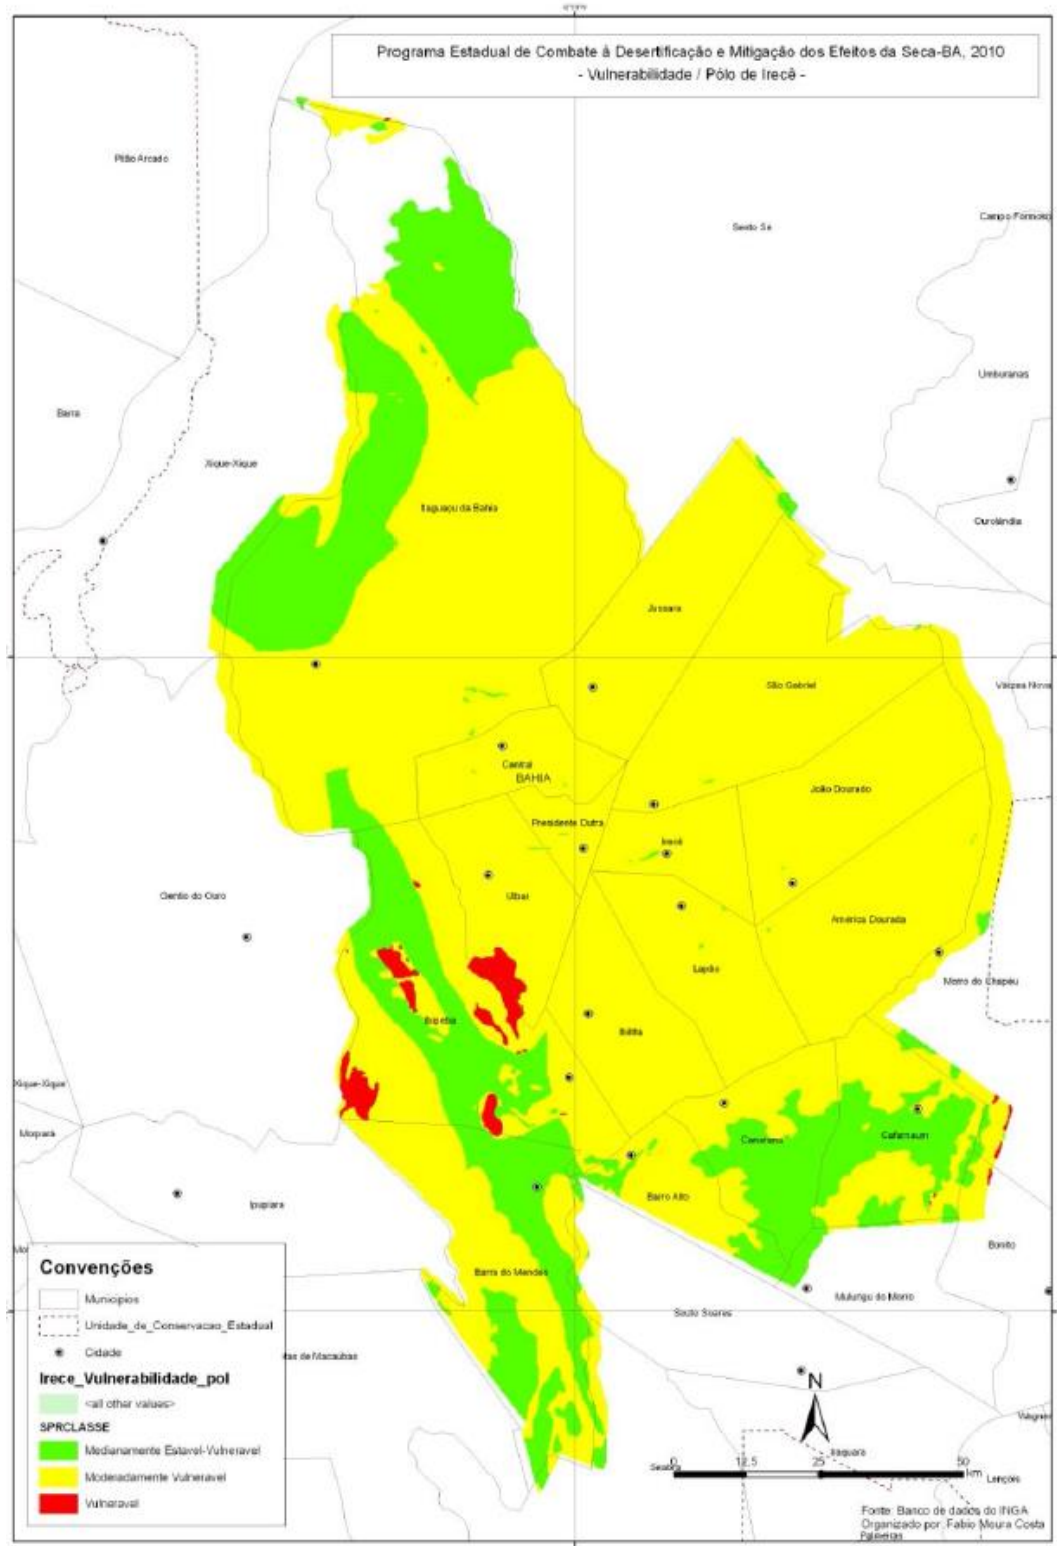 Programa Estadual de Combate à Desertificação e Mitigação dos Efeitos da Seca-BA, 2010
- Vulnerabilidade / Pólo de Irecê -
Pilão Arcado
Sento Sé
Campo Formoso
Umburanas
Barra
Xique-Xique
Itaguaçu da Bahia
Ourolândia
Jussara
São Gabriel
Várzea Nova
Central
BAHIA
João Dourado
Presidente Dutra
Irecê
Gentio do Ouro
Uibaí
América Dourada
Lapão
Morro do Chapéu
Ibipeba
Ibititá
Xique-Xique
Morpará
Canarana
Cafarnaum
Ipupiara
Barro Alto
Bonito
Barra do Mendes
Mulungu do Morro
Souto Soares
tas de Macaúbas
Wagner
Convenções
Municipios
Unidade_de_Conservacao_Estadual
Cidade
Irece_Vulnerabilidade_pol
<all other values>
SPRCLASSE
Medianamente Estavel-Vulneravel
Moderadamente Vulneravel
Vulneravel
N
Iraquara
Seabra
0 12,5 25 50
km
Lençóis
Fonte: Banco de dados do INGA
Organizado por: Fabio Moura Costa
Palmeiras